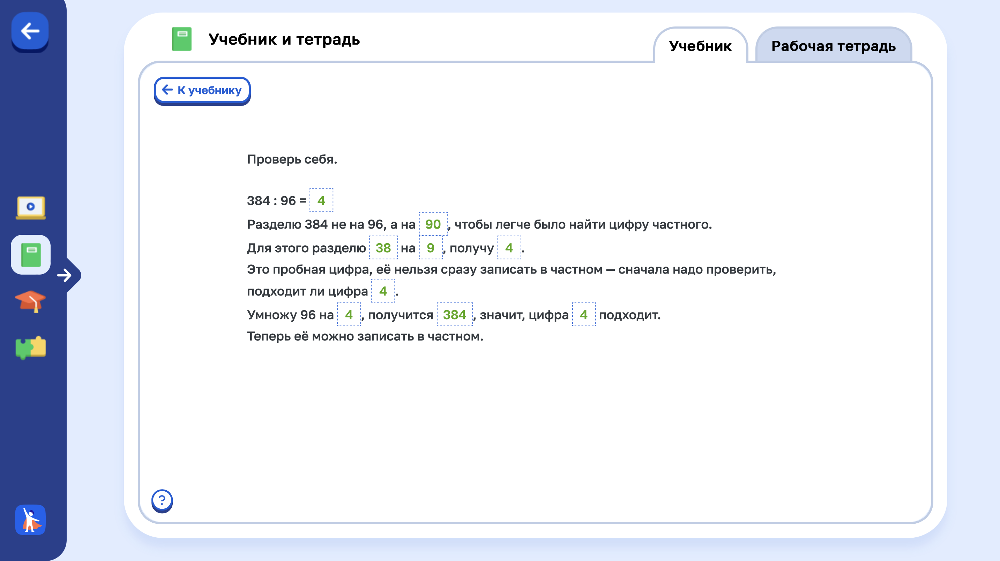 Учебник и тетрадь
Учебник
Рабочая тетрадь
К учебнику
Проверь себя.
384 : 96 = 4
Разделю 384 не на 96, а на 90, чтобы легче было найти цифру частного.
Для этого разделю 38 на 9, получу 4.
Это пробная цифра, её нельзя сразу записать в частном — сначала надо проверить,
подходит ли цифра 4.
Умножу 96 на 4, получится 384, значит, цифра 4 подходит.
Теперь её можно записать в частном.
?